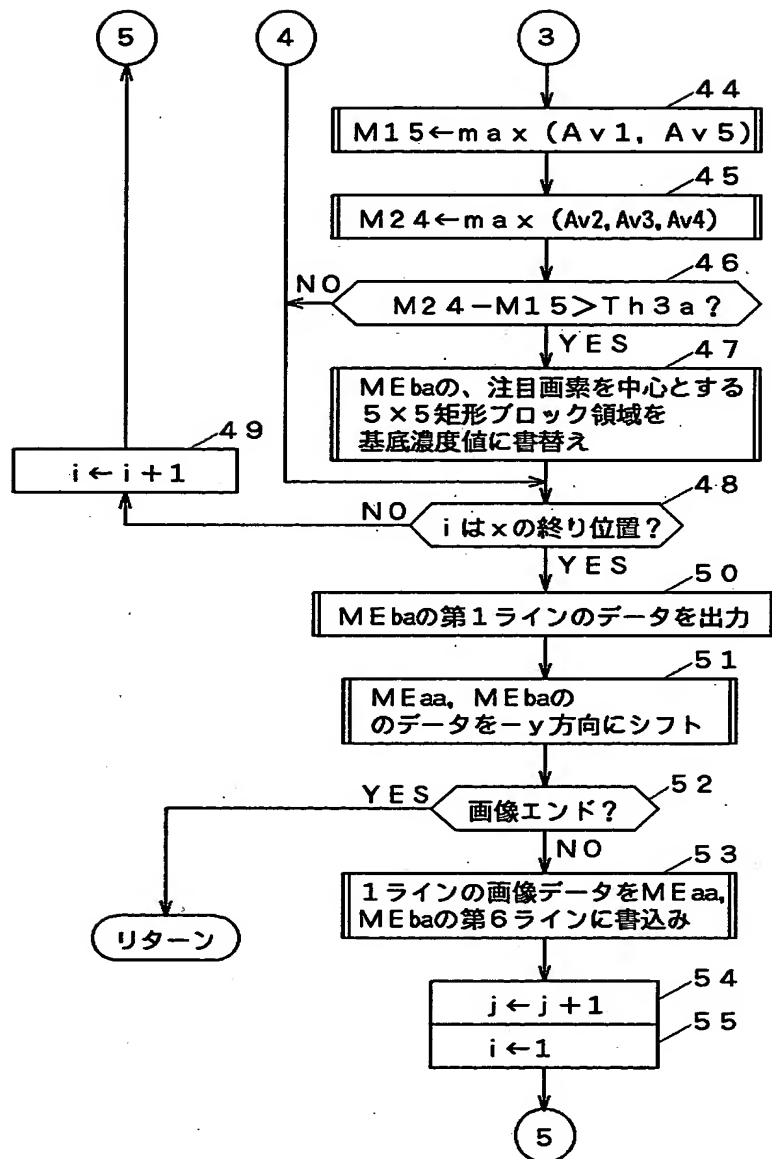 5
4
3
44
M15←max (Av1, Av5)
45
M24←max (Av2, Av3, Av4)
46
NO
M24−M15>Th3a?
YES
47
MEbaの、注目画素を中心とする
5×5矩形ブロック領域を
基底濃度値に書替え
49
i←i+1
48
NO
iはxの終り位置?
YES
50
MEbaの第1ラインのデータを出力
51
MEaa, MEbaの
のデータを−y方向にシフト
52
YES
画像エンド?
NO
53
1ラインの画像データをMEaa,
MEbaの第6ラインに書込み
リターン
54
j←j+1
55
i←1
5